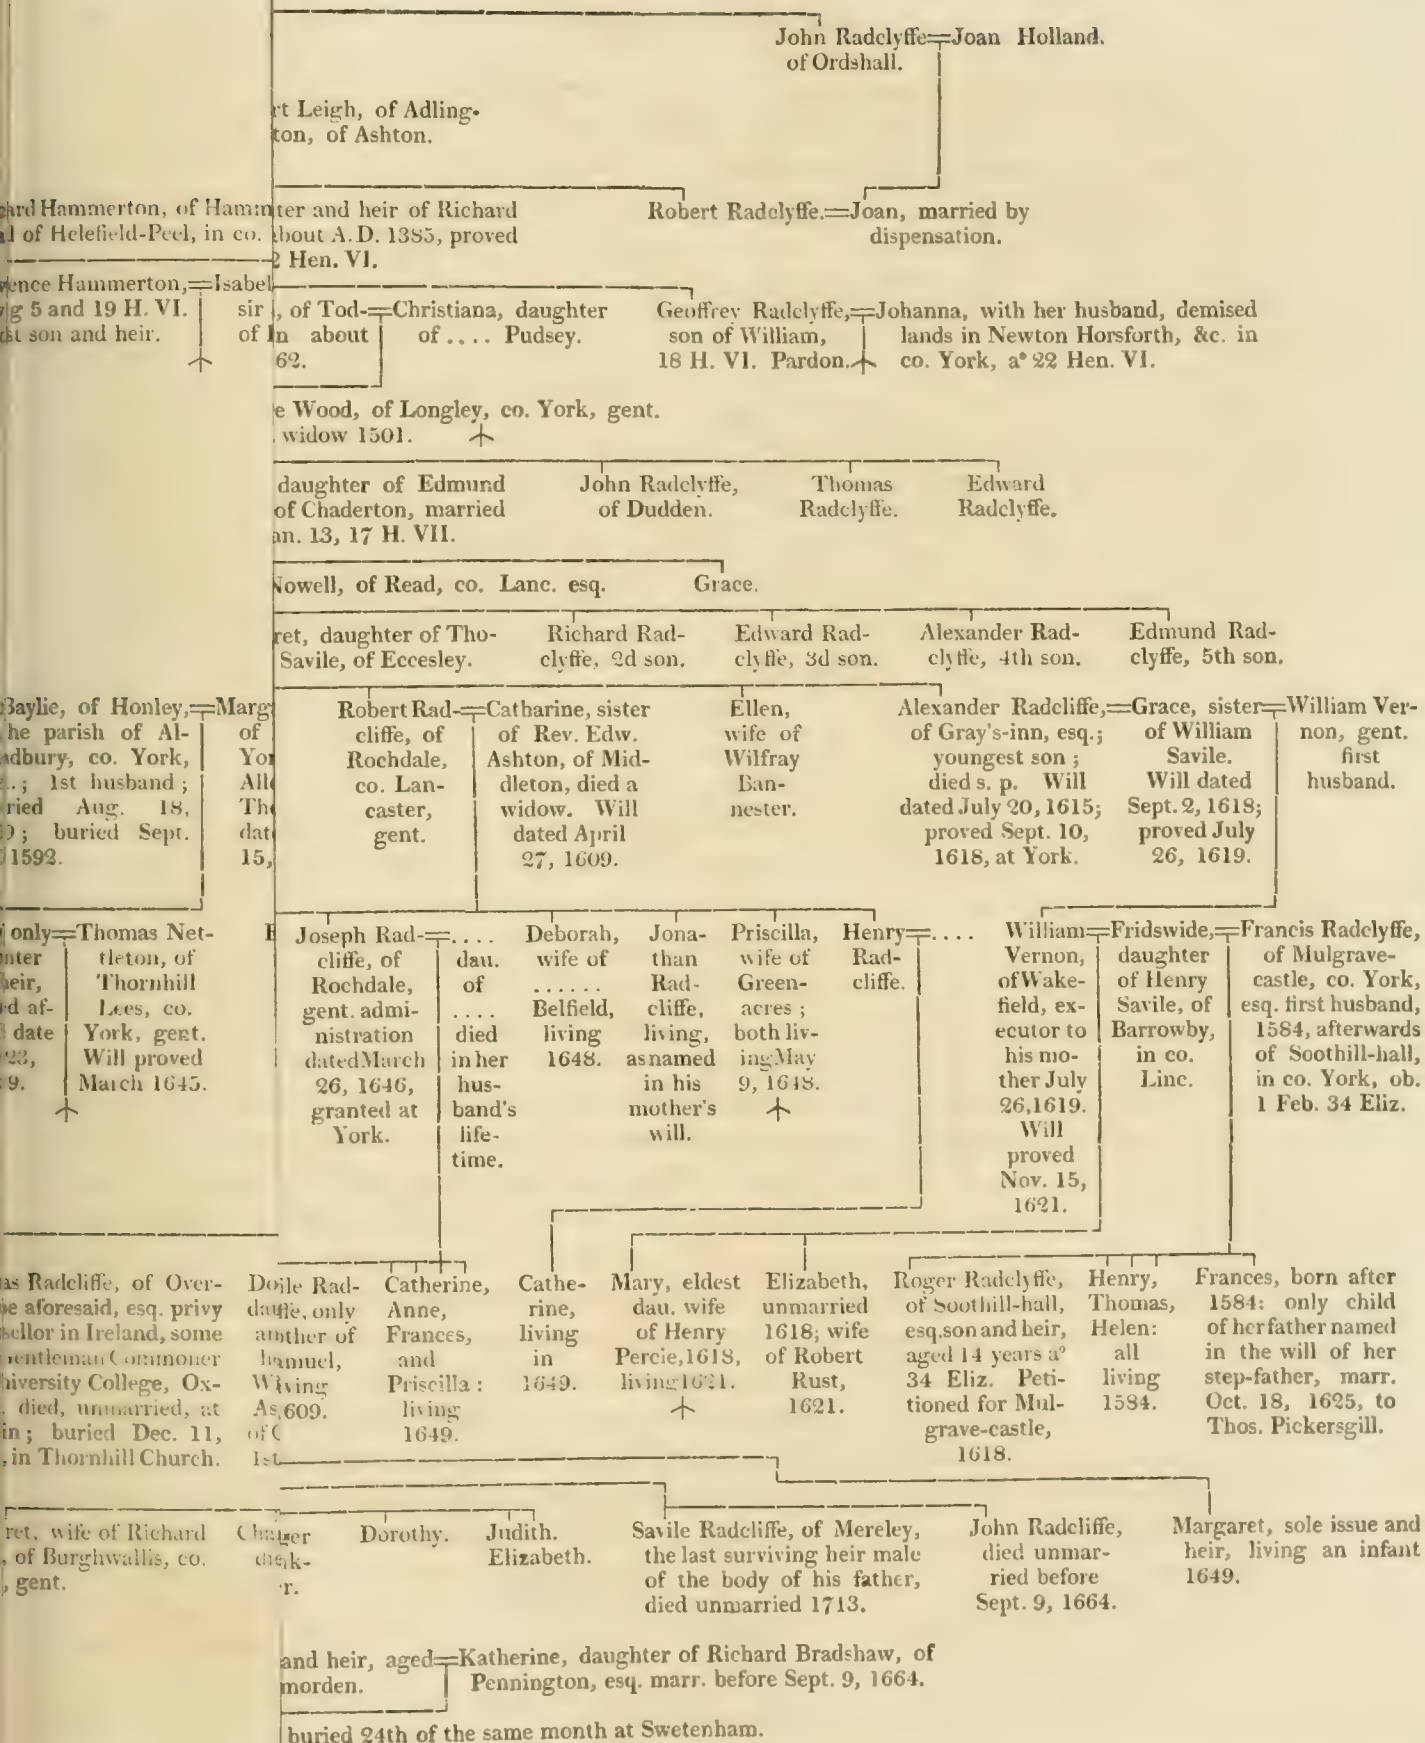 John Radclyffe=Joan Holland.
of Ordshall.
rt Leigh, of Adling-
ton, of Ashton.
ard Hammerton, of Hamm
of Helefield-Peel, in co.
ter and heir of Richard
about A.D. 1385, proved
2 Hen. VI.
Robert Radclyffe.=Joan, married by
dispensation.
ence Hammerton,=Isabel
g 5 and 19 H. VI.
st son and heir.
sir
of
, of Tod-=Christiana, daughter
n about
62.
of .... Pudsey.
Geoffrey Radclyffe,=Johanna, with her husband, demised
son of William,
18 H. VI. Pardon.
lands in Newton Horsforth, &c. in
co. York, aº 22 Hen. VI.
e Wood, of Longley, co. York, gent.
. widow 1501.
daughter of Edmund
of Chaderton, married
an. 13, 17 H. VII.
John Radclyffe,
of Dudden.
Thomas
Radclyffe.
Edward
Radclyffe.
Nowell, of Read, co. Lanc. esq.
Grace.
ret, daughter of Tho-
Savile, of Eccesley.
Richard Rad-
clyffe, 2d son.
Edward Rad-
clyffe, 3d son.
Alexander Rad-
clyffe, 4th son.
Edmund Rad-
clyffe, 5th son.
Baylie, of Honley,=Marg
he parish of Al-
dbury, co. York,
.; 1st husband;
ried Aug. 18,
; buried Sept.
1592.
of
Yor
All
Th
dat
15,
Robert Rad-=Catharine, sister
cliffe, of
Rochdale,
co. Lan-
caster,
gent.
of Rev. Edw.
Ashton, of Mid-
dleton, died a
widow. Will
dated April
27, 1609.
Ellen,
wife of
Wilfray
Ban-
nester.
Alexander Radcliffe,=Grace, sister=William Ver-
of Gray's-inn, esq.;
youngest son;
died s. p. Will
dated July 20, 1615;
proved Sept. 10,
1618, at York.
of William
Savile.
Will dated
Sept. 2, 1618;
proved July
26, 1619.
non, gent.
first
husband.
only=Thomas Net-
nter
heir,
d af-
date
23,
9.
tleton, of
Thornhill
Lees, co.
York, gent.
Will proved
March 1645.
Joseph Rad-=....
cliffe, of
Rochdale,
gent. admi-
nistration
dated March
26, 1646,
granted at
York.
dau.
of
....
died
in her
hus-
band's
life-
time.
Deborah,
wife of
......
Belfield,
living
1648.
Jona-
than
Rad-
cliffe,
living,
as named
in his
mother's
will.
Priscilla,
wife of
Green-
acres;
both liv-
ing May
9, 1648.
Henry=....
Rad-
cliffe.
William=Fridswide,=Francis Radclyffe,
Vernon,
of Wake-
field, ex-
ecutor to
his mo-
ther July
26, 1619.
Will
proved
Nov. 15,
1621.
daughter
of Henry
Savile, of
Barrowby,
in co.
Linc.
of Mulgrave-
castle, co. York,
esq. first husband,
1584, afterwards
of Soothill-hall,
in co. York, ob.
1 Feb. 34 Eliz.
as Radcliffe, of Over-
e aforesaid, esq. privy
sellor in Ireland, some
gentleman Commoner
niversity College, Ox-
. died, unmarried, at
in; buried Dec. 11,
, in Thornhill Church.
Catherine,
Anne,
Frances,
and
Priscilla:
living
1649.
Cathe-
rine,
living
in
1649.
Mary, eldest
dau. wife
of Henry
Percie, 1618,
living 1621.
Elizabeth,
unmarried
1618; wife
of Robert
Rust,
1621.
Roger Radclyffe,
of Soothill-hall,
esq. son and heir,
aged 14 years aº
34 Eliz. Peti-
tioned for Mul-
grave-castle,
1618.
Henry,
Thomas,
Helen:
all
living
1584.
Frances, born after
1584: only child
of her father named
in the will of her
step-father, marr.
Oct. 18, 1625, to
Thos. Pickersgill.
ret, wife of Richard
, of Burghwallis, co.
, gent.
Dorothy.
Judith.
Elizabeth.
Savile Radcliffe, of Mereley,
the last surviving heir male
of the body of his father,
died unmarried 1713.
John Radcliffe,
died unmar-
ried before
Sept. 9, 1664.
Margaret, sole issue and
heir, living an infant
1649.
and heir, aged=Katherine, daughter of Richard Bradshaw, of
morden.
Pennington, esq. marr. before Sept. 9, 1664.
buried 24th of the same month at Swetenham.